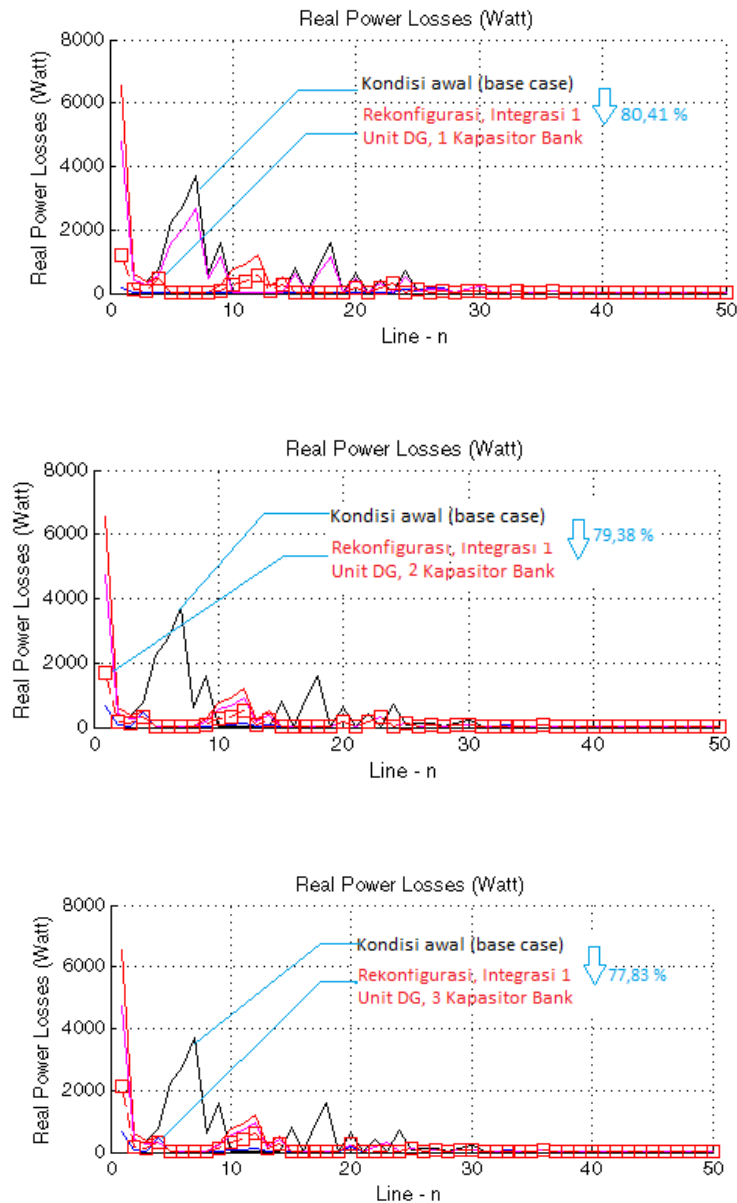 Real Power Losses (Watt)
8000
6000
4000
2000
0
Real Power Losses (Watt)
Kondisi awal (base case)
Rekonfigurasi, Integrasi 1
Unit DG, 1 Kapasitor Bank
80,41 %
0
10
20
30
40
50
Line - n
Real Power Losses (Watt)
8000
6000
4000
2000
0
Real Power Losses (Watt)
Kondisi awal (base case)
Rekonfigurasi, Integrasi 1
Unit DG, 2 Kapasitor Bank
79,38 %
0
10
20
30
40
50
Line - n
Real Power Losses (Watt)
8000
6000
4000
2000
0
Real Power Losses (Watt)
Kondisi awal (base case)
Rekonfigurasi, Integrasi 1
Unit DG, 3 Kapasitor Bank
77,83 %
0
10
20
30
40
50
Line - n